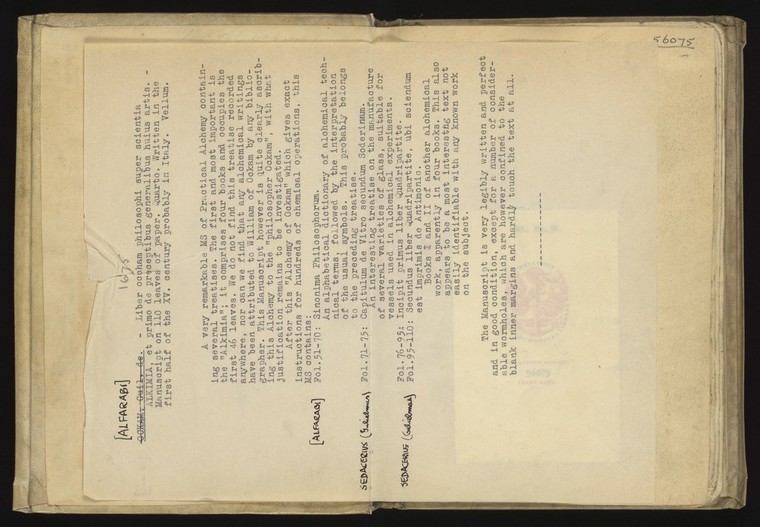 56075
1675
[ALFARABI]
OCKAM, Guil. de. - Liber occham philosophi super scientia
ALKIMIA, et primo de preceptibus generalibus huius artis. -
Manuscript on 110 leaves of paper, quarto. Written in the
first half of the XV. century probably in Italy. Vellum.
A very remarkable MS of Practical Alchemy contain-
ing several treatises. The first and most important is
the "Alkimia"; it comprises four books and occupies the
first 46 leaves. We do not find this treatise recorded
anywhere, nor can we find that any alchemical writings
have been attributed to William of Ockam by any biblio-
grapher. This Manuscript however is quite clearly ascrib-
ing this Alchemy to the "philosopher Ockam", with what
justification remains to be investigated.
After this "Alchemy of Ockam" which gives exact
instructions for hundreds of chemical operations, this
MS contains:
[ALFARABI] Fol.51-70: Sinonima Philosophorum.
An alphabetical dictionary of alchemical tech-
nical terms, followed by the interpretation
of the usual symbols. This probably belongs
to the preceding treatise.
SEDACERIUS (Guilielmus) Fol.71-75: Capitulum de Vitro secundum Soderinam.
An interesting treatise on the manufacture
of several varieties of glass, suitable for
vessels used in alchemical experiments.
SEDACERIUS (Guilielmus) Fol.76-95: Incipit primus liber quadripartite.
Fol.95-110: Secundus liber quadripartite, ubi sciendum
est inprimis de Antimonio.
Books I and II of another alchemical
work, apparently in four books. This also
appears to be a most interesting text not
easily identifiable with any known work
on the subject.
The Manuscript is very legibly written and perfect
and in good condition, except for a number of consider-
able wormholes, which are however confined to the
blank inner margins and hardly touch the text at all.